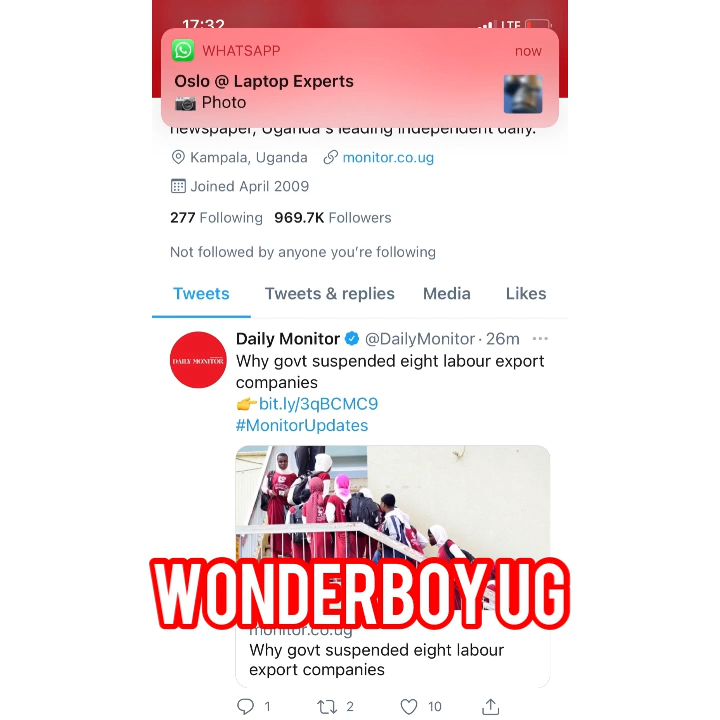 17:32
LTE
WHATSAPP
now
Oslo @ Laptop Experts
Photo
newspaper, Uganda's leading independent daily.
Kampala, Uganda monitor.co.ug
Joined April 2009
277 Following 969.7K Followers
Not followed by anyone you're following
Tweets Tweets & replies Media Likes
Daily Monitor @DailyMonitor · 26m
DAILY MONITOR
Why govt suspended eight labour export
companies
bit.ly/3qBCMC9
#MonitorUpdates
WONDERBOY UG
monitor.co.ug
Why govt suspended eight labour
export companies
1 2 10